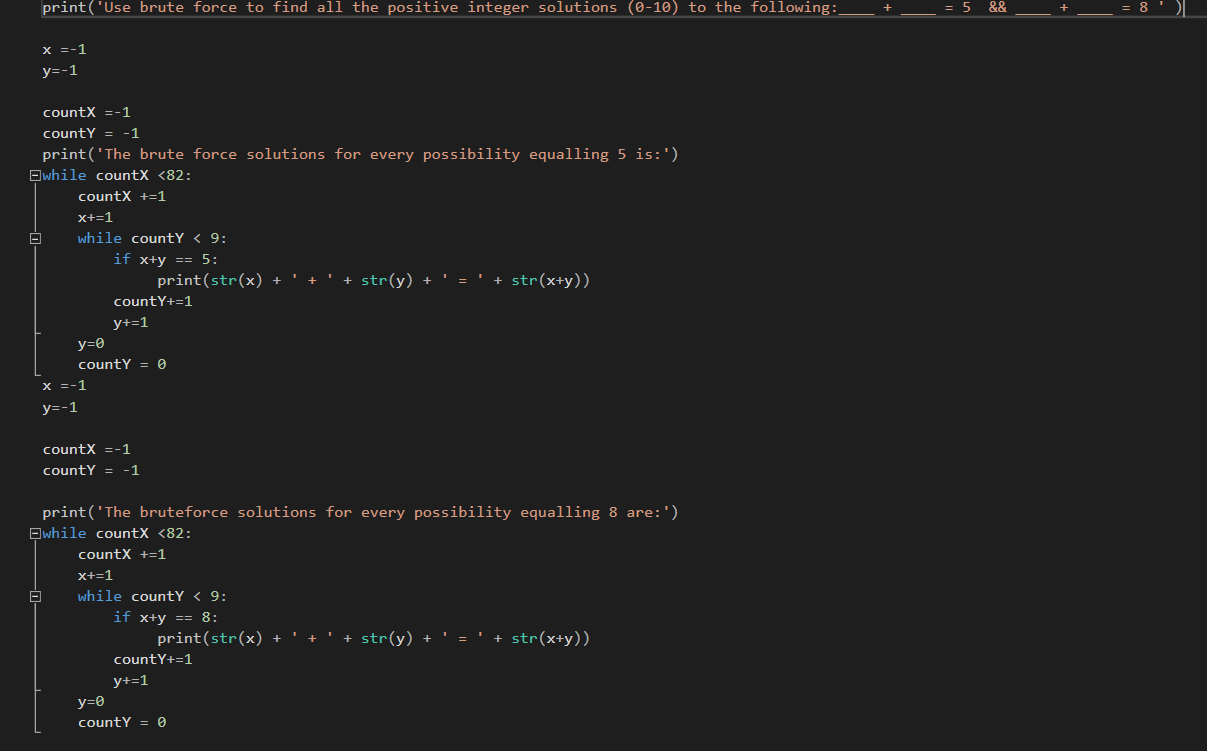 print('Use brute force to find all the positive integer solutions (0-10) to the following:____ + ____ = 5  && ____ + ____ = 8 ' )
x =-1
y=-1
countX =-1
countY = -1
print('The brute force solutions for every possibility equalling 5 is:')
while countX <82:
    countX +=1
    x+=1
    while countY < 9:
        if x+y == 5:
             print(str(x) + ' + ' + str(y) + ' = ' + str(x+y))
        countY+=1
        y+=1
    y=0
    countY = 0
x =-1
y=-1
countX =-1
countY = -1
print('The bruteforce solutions for every possibility equalling 8 are:')
while countX <82:
    countX +=1
    x+=1
    while countY < 9:
        if x+y == 8:
             print(str(x) + ' + ' + str(y) + ' = ' + str(x+y))
        countY+=1
        y+=1
    y=0
    countY = 0